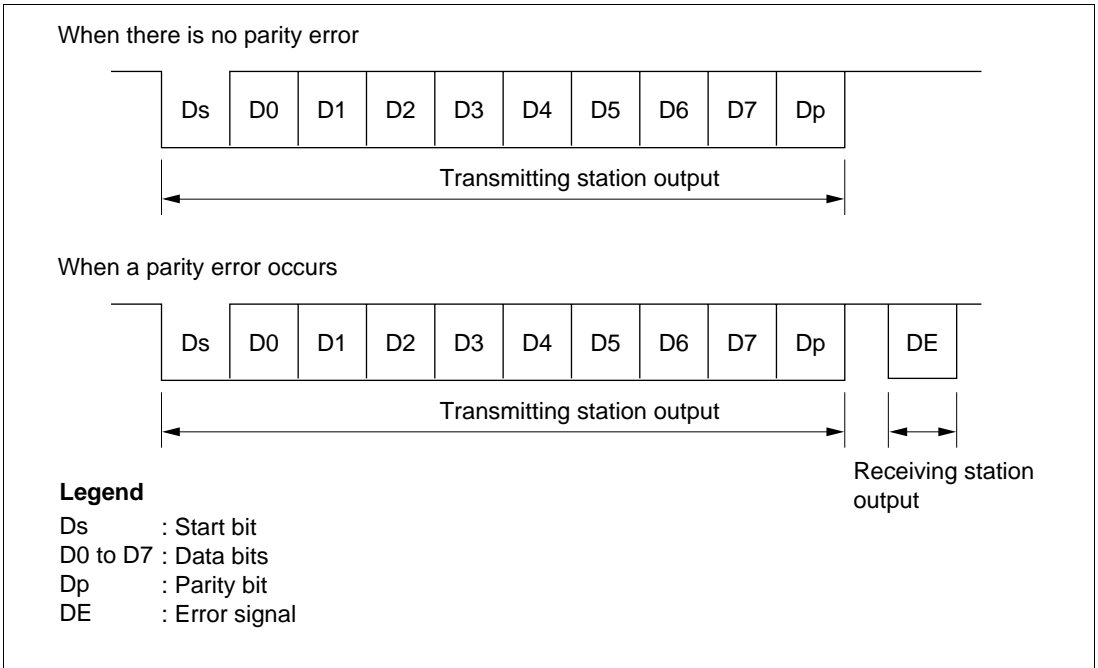 When there is no parity error
Ds D0 D1 D2 D3 D4 D5 D6 D7 Dp
Transmitting station output
When a parity error occurs
Ds D0 D1 D2 D3 D4 D5 D6 D7 Dp DE
Transmitting station output
Receiving station
output
Legend
Ds : Start bit
D0 to D7 : Data bits
Dp : Parity bit
DE : Error signal